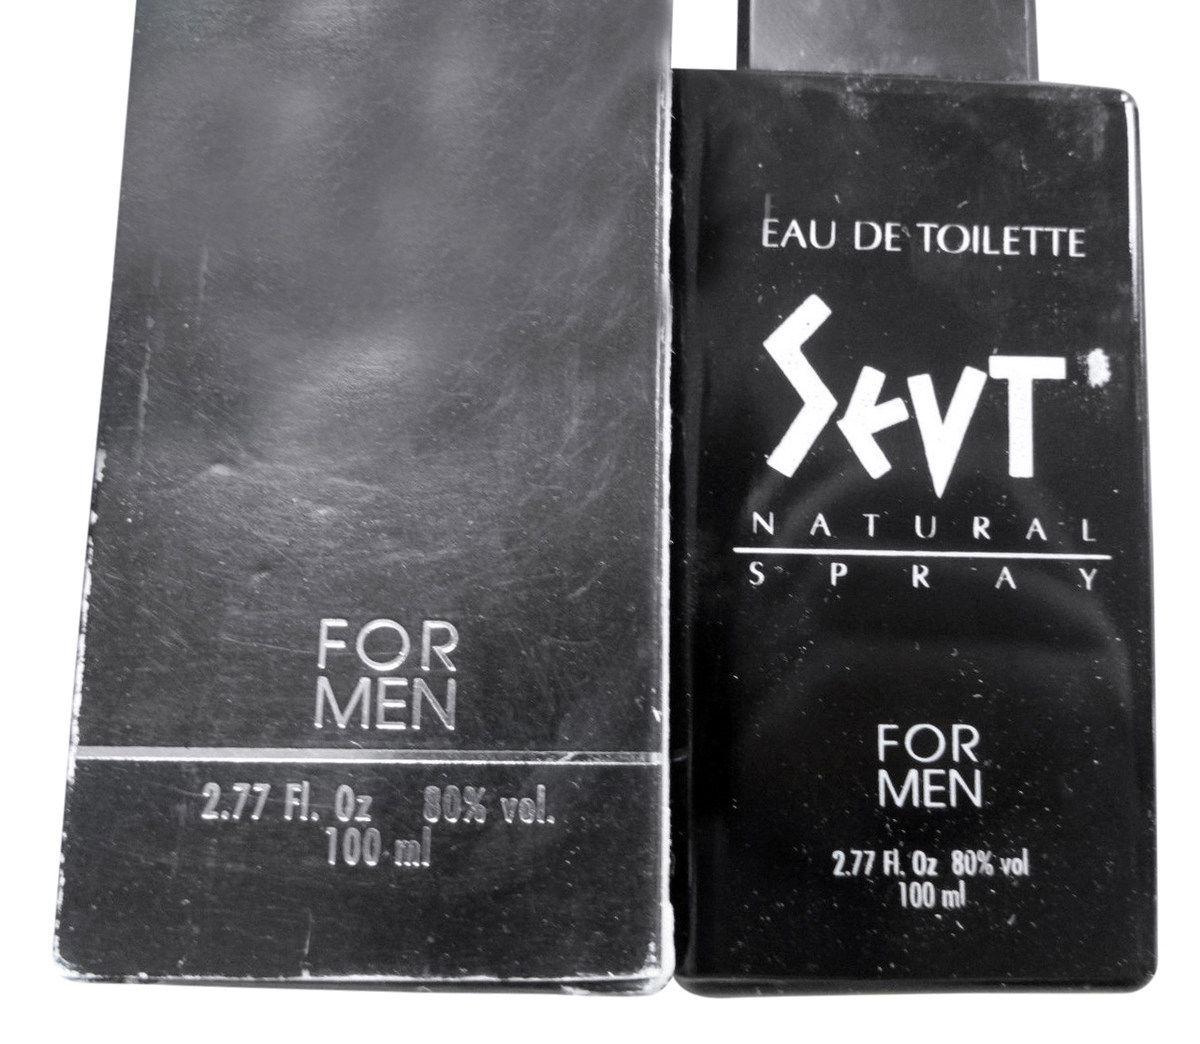 FOR
MEN
2.77 Fl. Oz 80% vol.
100 ml
EAU DE TOILETTE
SEVT
NATURAL
SPRAY
FOR
MEN
2.77 Fl. Oz 80% vol
100 ml